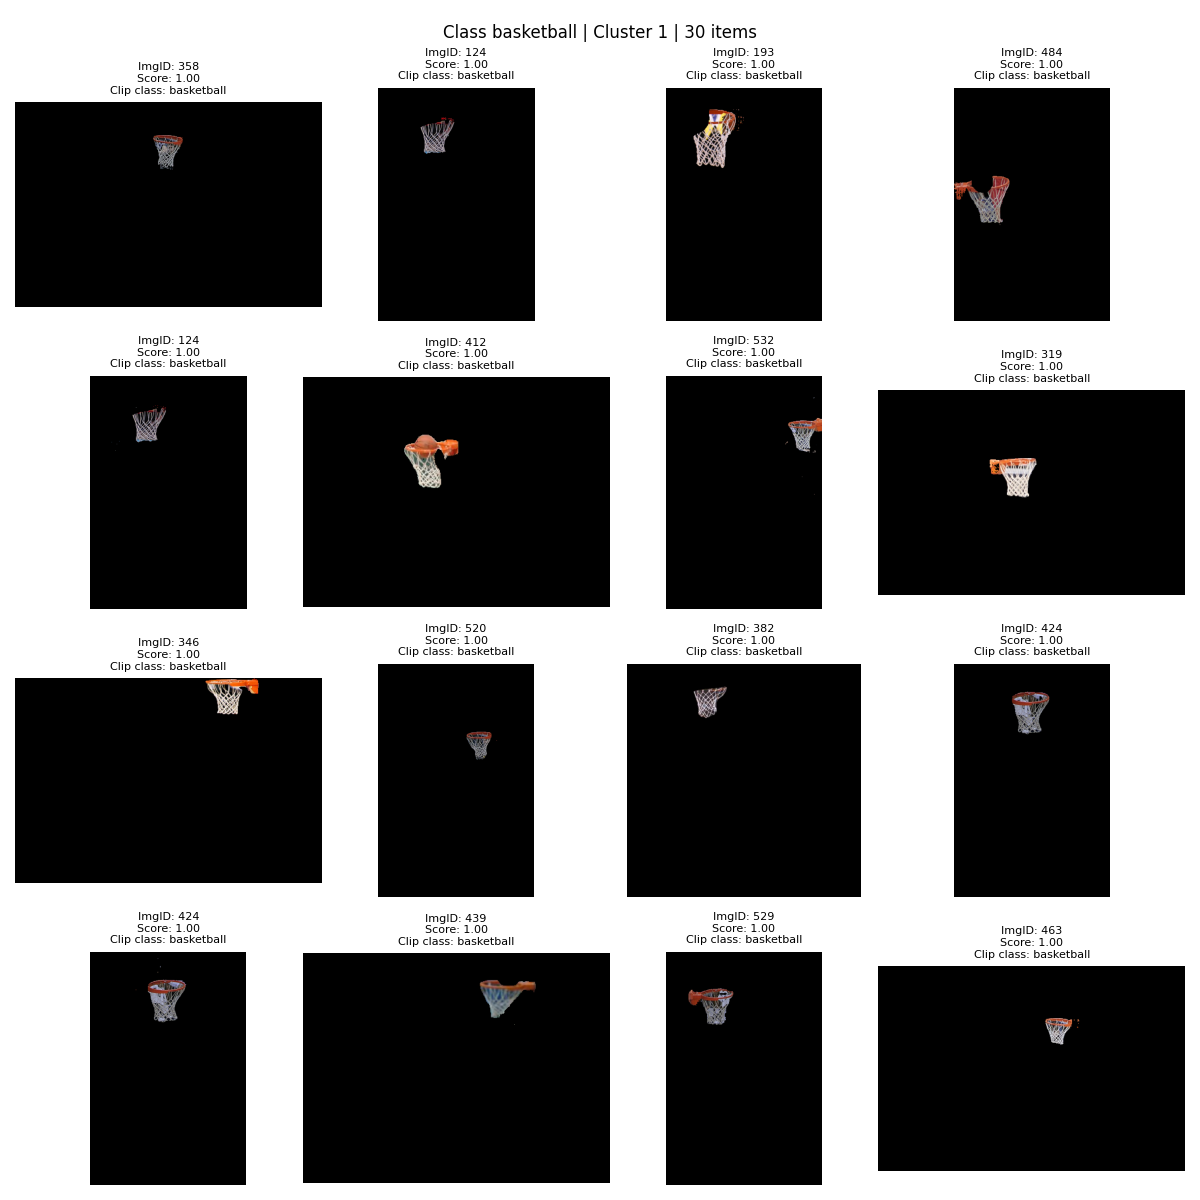 Class basketball | Cluster 1 | 30 items
ImgID: 358
Score: 1.00
Clip class: basketball
ImgID: 124
Score: 1.00
Clip class: basketball
ImgID: 193
Score: 1.00
Clip class: basketball
ImgID: 484
Score: 1.00
Clip class: basketball
ImgID: 124
Score: 1.00
Clip class: basketball
ImgID: 412
Score: 1.00
Clip class: basketball
ImgID: 532
Score: 1.00
Clip class: basketball
ImgID: 319
Score: 1.00
Clip class: basketball
ImgID: 346
Score: 1.00
Clip class: basketball
ImgID: 520
Score: 1.00
Clip class: basketball
ImgID: 382
Score: 1.00
Clip class: basketball
ImgID: 424
Score: 1.00
Clip class: basketball
ImgID: 424
Score: 1.00
Clip class: basketball
ImgID: 439
Score: 1.00
Clip class: basketball
ImgID: 529
Score: 1.00
Clip class: basketball
ImgID: 463
Score: 1.00
Clip class: basketball